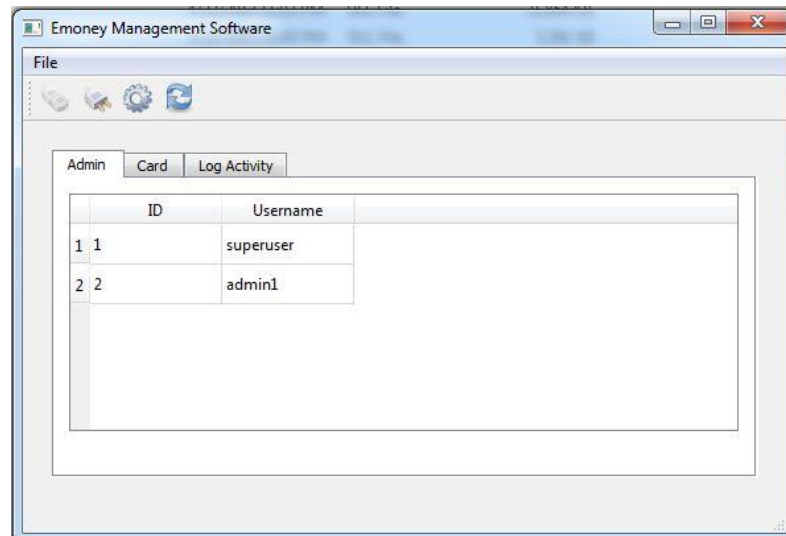 Emoney Management Software
File
Admin Card Log Activity
ID Username
1 1 superuser
2 2 admin1